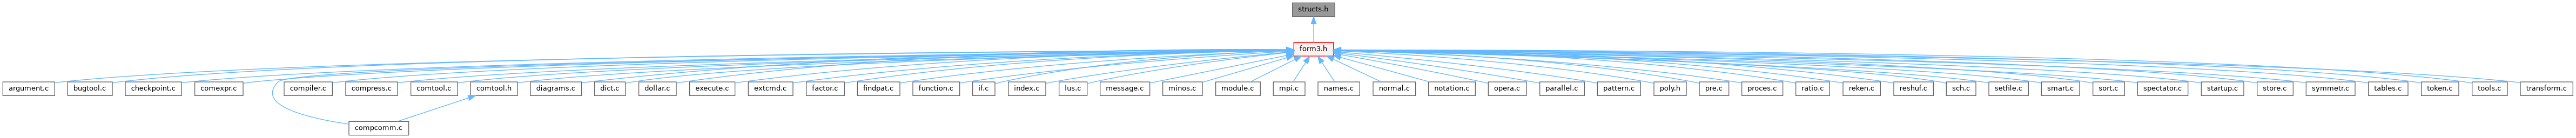 structs.h
form3.h
argument.c
bugtool.c
checkpoint.c
comexpr.c
compiler.c
compress.c
comtool.c
comtool.h
diagrams.c
dict.c
dollar.c
execute.c
extcmd.c
factor.c
findpat.c
function.c
if.c
index.c
lus.c
message.c
minos.c
module.c
mpi.c
names.c
normal.c
notation.c
opera.c
parallel.c
pattern.c
poly.h
pre.c
proces.c
ratio.c
reken.c
reshuf.c
sch.c
setfile.c
smart.c
sort.c
spectator.c
startup.c
store.c
symmetr.c
tables.c
token.c
tools.c
transform.c
compcomm.c